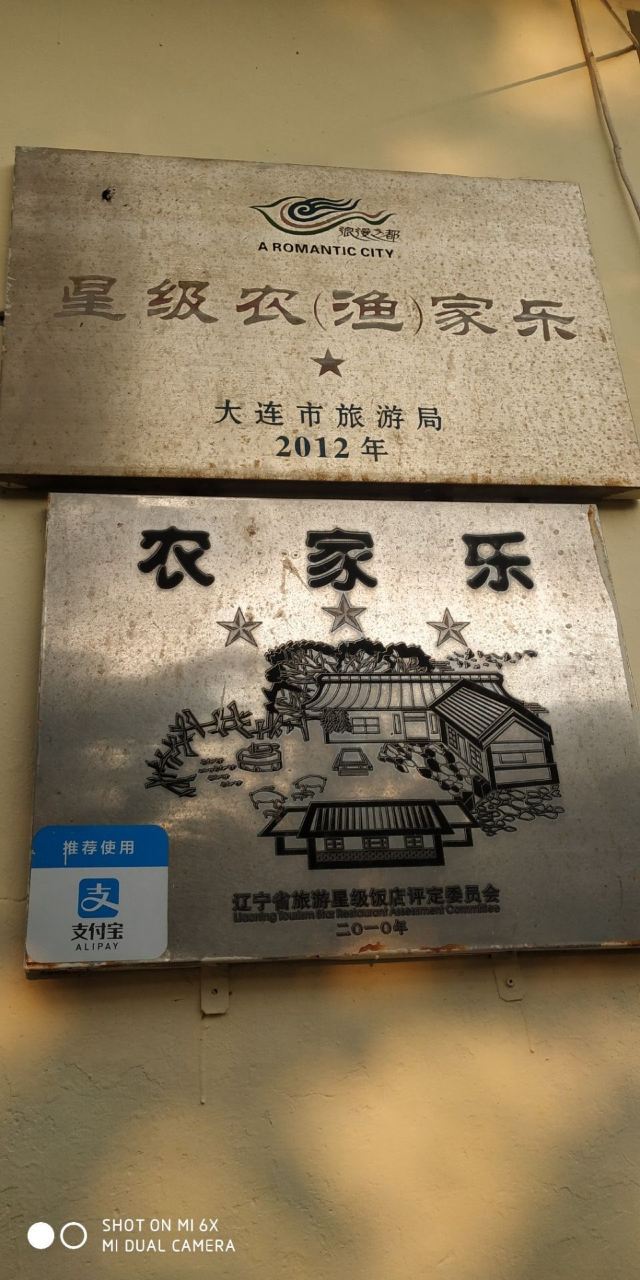 浪漫之都
A ROMANTIC CITY
星级农(渔)家乐
大连市旅游局
2012年
农家乐
辽宁省旅游星级饭店评定委员会
Liaoning Tourism Star Restaurant Assessment Committee
二〇一〇年
推荐使用
支
支付宝
ALIPAY
SHOT ON MI 6X
MI DUAL CAMERA